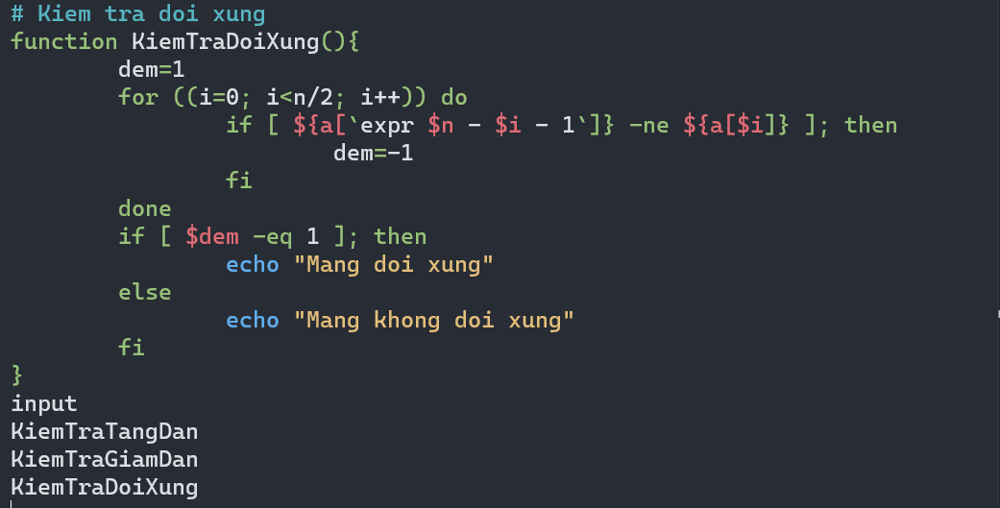 # Kiem tra doi xung
function KiemTraDoiXung(){
        dem=1
        for ((i=0; i<n/2; i++)) do
                if [ ${a[`expr $n - $i - 1`]} -ne ${a[$i]} ]; then
                        dem=-1
                fi
        done
        if [ $dem -eq 1 ]; then
                echo "Mang doi xung"
        else
                echo "Mang khong doi xung"
        fi
}
input
KiemTraTangDan
KiemTraGiamDan
KiemTraDoiXung